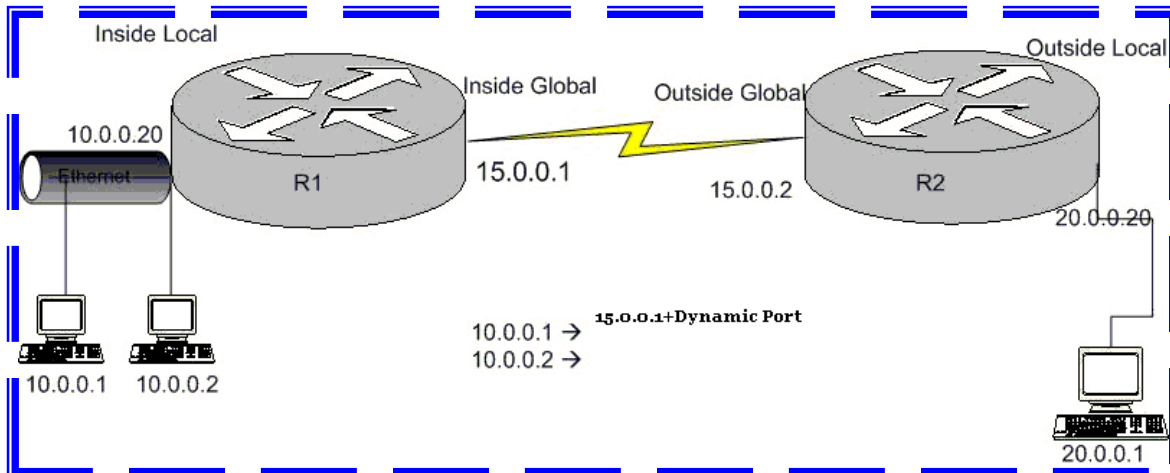 Inside Local
Outside Local
Inside Global
Outside Global
10.0.0.20
Ethernet
R1
15.0.0.1
15.0.0.2
R2
20.0.0.20
15.0.0.1+Dynamic Port
10.0.0.1 →
10.0.0.2 →
10.0.0.1
10.0.0.2
20.0.0.1